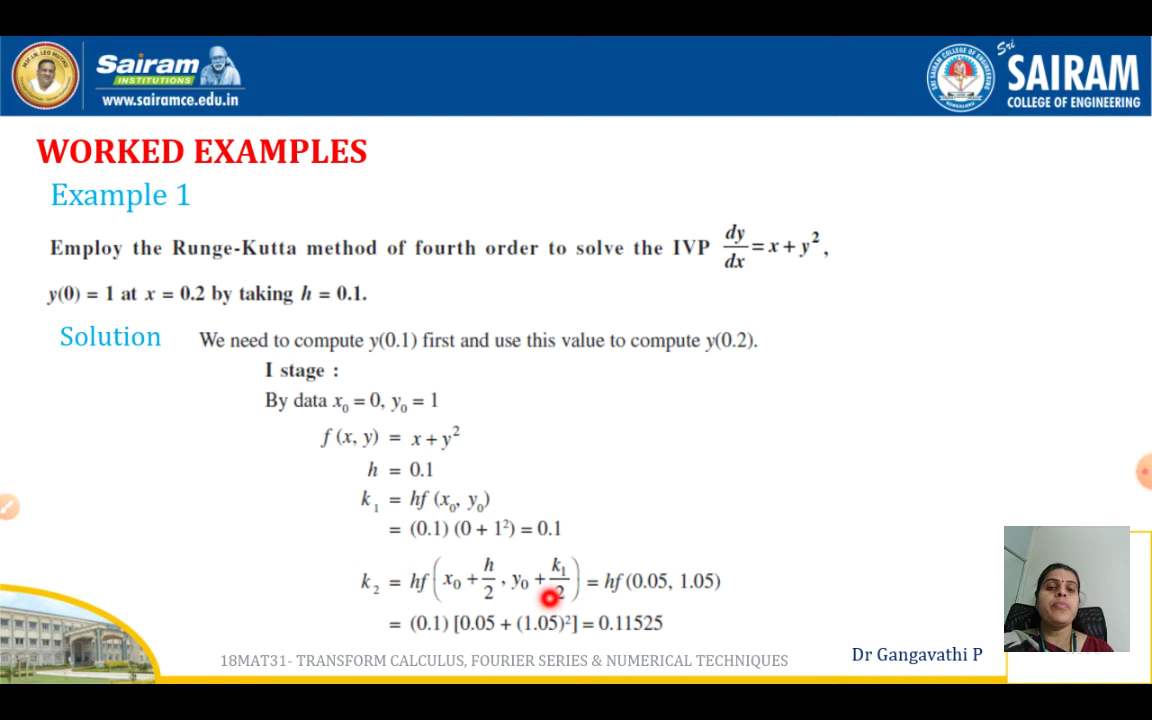 Sairam
INSTITUTIONS
www.sairamce.edu.in
Sri
SAIRAM
COLLEGE OF ENGINEERING
WORKED EXAMPLES
Example 1
Employ the Runge-Kutta method of fourth order to solve the IVP dy/dx = x + y²,
y(0) = 1 at x = 0.2 by taking h = 0.1.
Solution We need to compute y(0.1) first and use this value to compute y(0.2).
I stage :
By data x₀ = 0, y₀ = 1
f (x, y) = x + y²
h = 0.1
k₁ = hf (x₀, y₀)
= (0.1) (0 + 1²) = 0.1
k₂ = hf (x₀ + h/2 , y₀ + k₁/2) = hf (0.05, 1.05)
= (0.1) [0.05 + (1.05)²] = 0.11525
18MAT31- TRANSFORM CALCULUS, FOURIER SERIES & NUMERICAL TECHNIQUES
Dr Gangavathi P